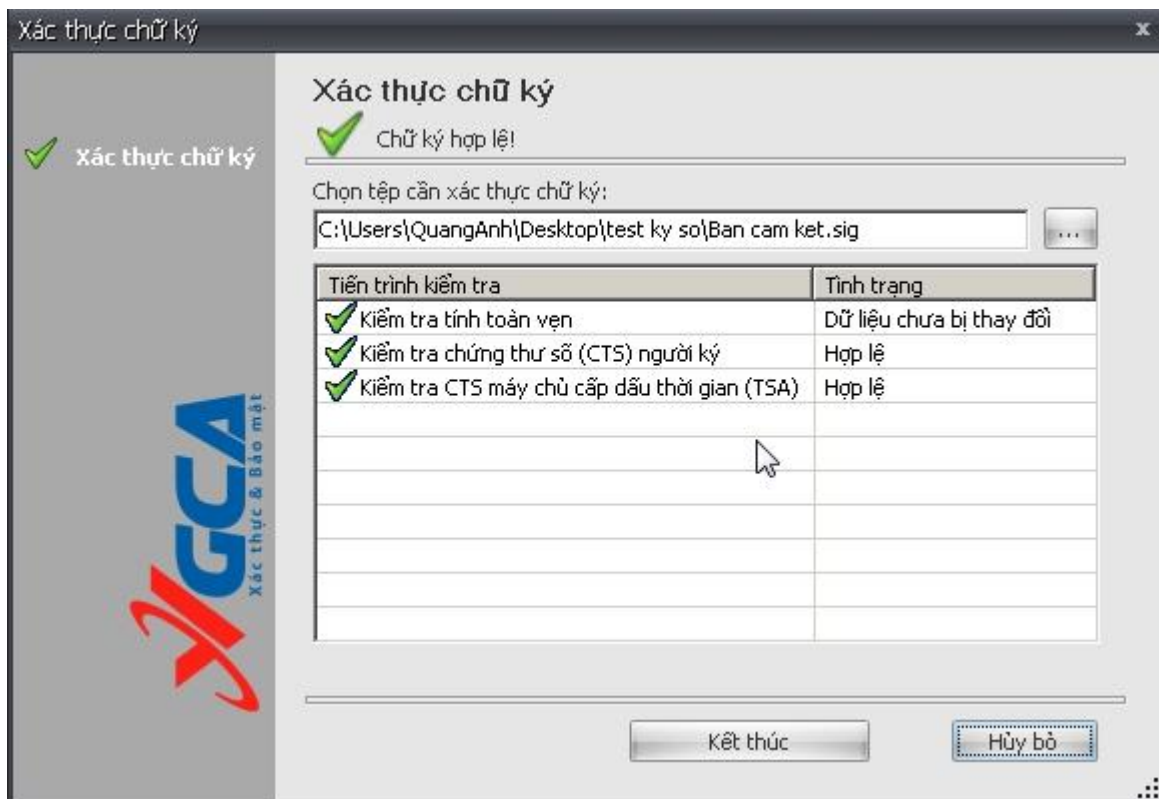 Xác thực chữ ký
x
Xác thực chữ ký
Xác thực chữ ký
Chữ ký hợp lệ!
Chọn tệp cần xác thực chữ ký:
C:\Users\QuangAnh\Desktop\test ky so\Ban cam ket.sig
...
Tiến trình kiểm tra Tình trạng
Kiểm tra tính toàn vẹn Dữ liệu chưa bị thay đổi
Kiểm tra chứng thư số (CTS) người ký Hợp lệ
Kiểm tra CTS máy chủ cấp dấu thời gian (TSA) Hợp lệ
GCA
Xác thực & Bảo mật
Kết thúc Hủy bỏ